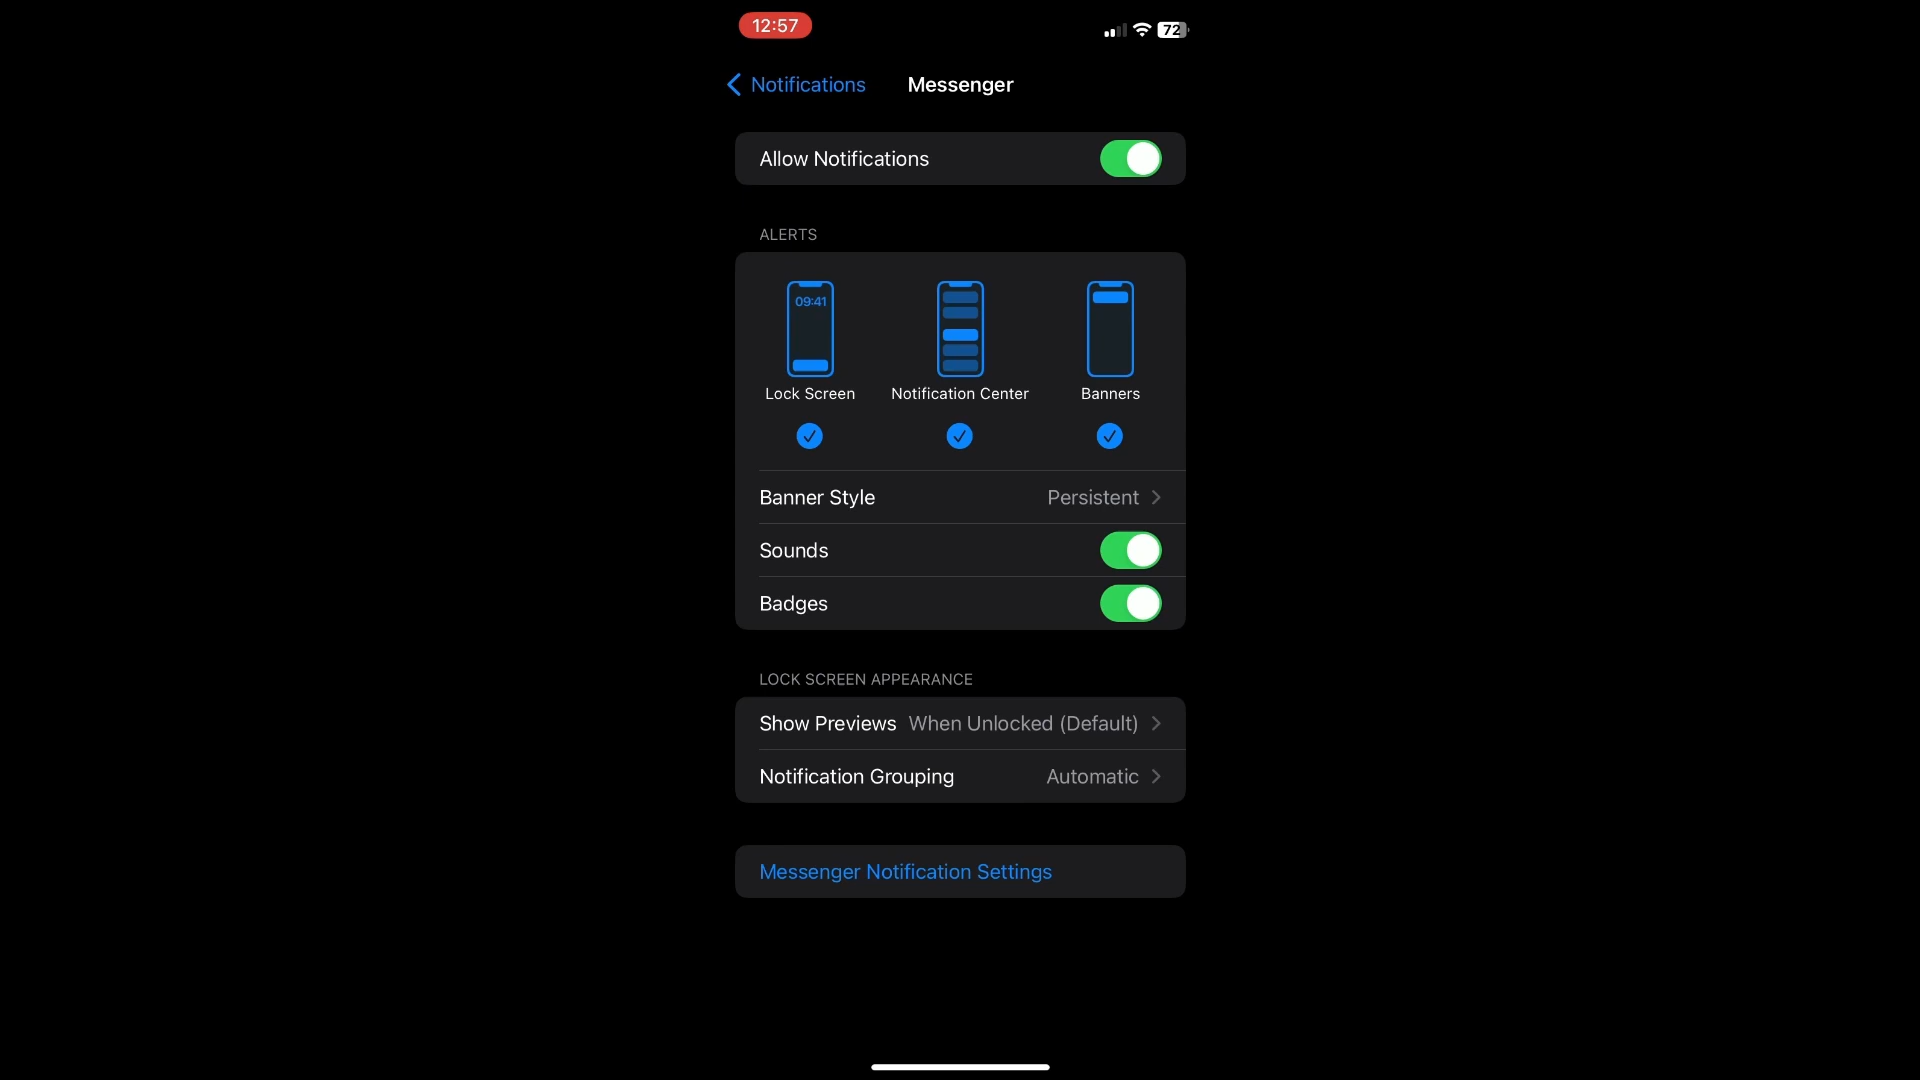 12:57
72
Notifications Messenger
Allow Notifications
ALERTS
09:41
Lock Screen Notification Center Banners
Banner Style Persistent
Sounds
Badges
LOCK SCREEN APPEARANCE
Show Previews When Unlocked (Default)
Notification Grouping Automatic
Messenger Notification Settings